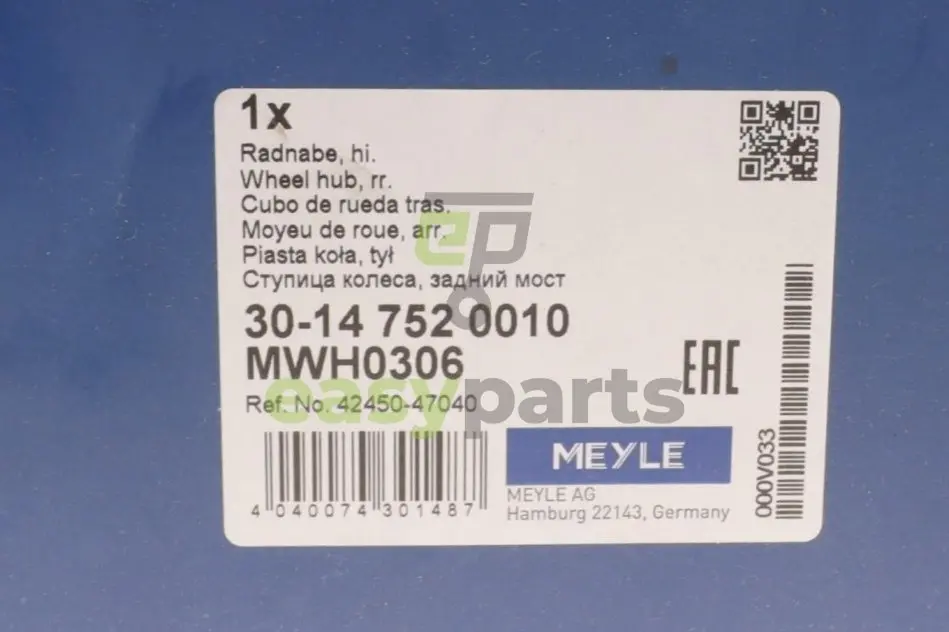 1x
Radnabe, hi.
Wheel hub, rr.
Cubo de rueda tras.
Moyeu de roue, arr.
Piasta koła, tył
Ступица колеса, задний мост
30-14 752 0010
MWH0306
EAC
Ref. No. 42450-47040
ep
easyparts
MEYLE
MEYLE AG
Hamburg 22143, Germany
4 040074 301487
000V033